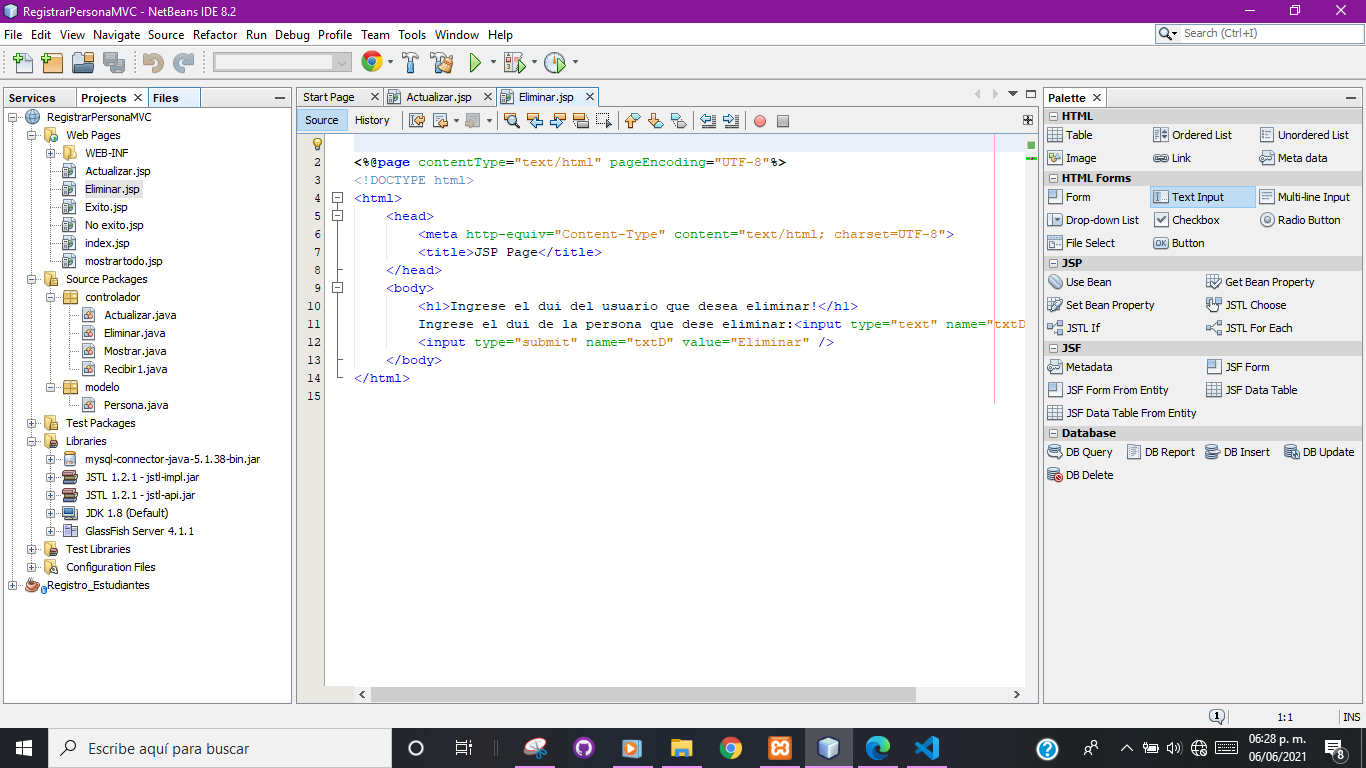 RegistrarPersonaMVC - NetBeans IDE 8.2
File Edit View Navigate Source Refactor Run Debug Profile Team Tools Window Help
Search (Ctrl+I)
Services Projects Files
RegistrarPersonaMVC
Web Pages
WEB-INF
Actualizar.jsp
Eliminar.jsp
Exito.jsp
No exito.jsp
index.jsp
mostrartodo.jsp
Source Packages
controlador
Actualizar.java
Eliminar.java
Mostrar.java
Recibir1.java
modelo
Persona.java
Test Packages
Libraries
mysql-connector-java-5.1.38-bin.jar
JSTL 1.2.1 - jstl-impl.jar
JSTL 1.2.1 - jstl-api.jar
JDK 1.8 (Default)
GlassFish Server 4.1.1
Test Libraries
Configuration Files
Registro_Estudiantes
Start Page Actualizar.jsp Eliminar.jsp
Source History
2 <%@page contentType="text/html" pageEncoding="UTF-8"%>
3 <!DOCTYPE html>
4 <html>
5 <head>
6 <meta http-equiv="Content-Type" content="text/html; charset=UTF-8">
7 <title>JSP Page</title>
8 </head>
9 <body>
10 <h1>Ingrese el dui del usuario que desea eliminar!</h1>
11 Ingrese el dui de la persona que dese eliminar:<input type="text" name="txtD
12 <input type="submit" name="txtD" value="Eliminar" />
13 </body>
14 </html>
15
Palette
HTML
Table Ordered List Unordered List
Image Link Meta data
HTML Forms
Form Text Input Multi-line Input
Drop-down List Checkbox Radio Button
File Select Button
JSP
Use Bean Get Bean Property
Set Bean Property JSTL Choose
JSTL If JSTL For Each
JSF
Metadata JSF Form
JSF Form From Entity JSF Data Table
JSF Data Table From Entity
Database
DB Query DB Report DB Insert DB Update
DB Delete
1 1:1 INS
Escribe aquí para buscar
06:28 p. m.
06/06/2021
8